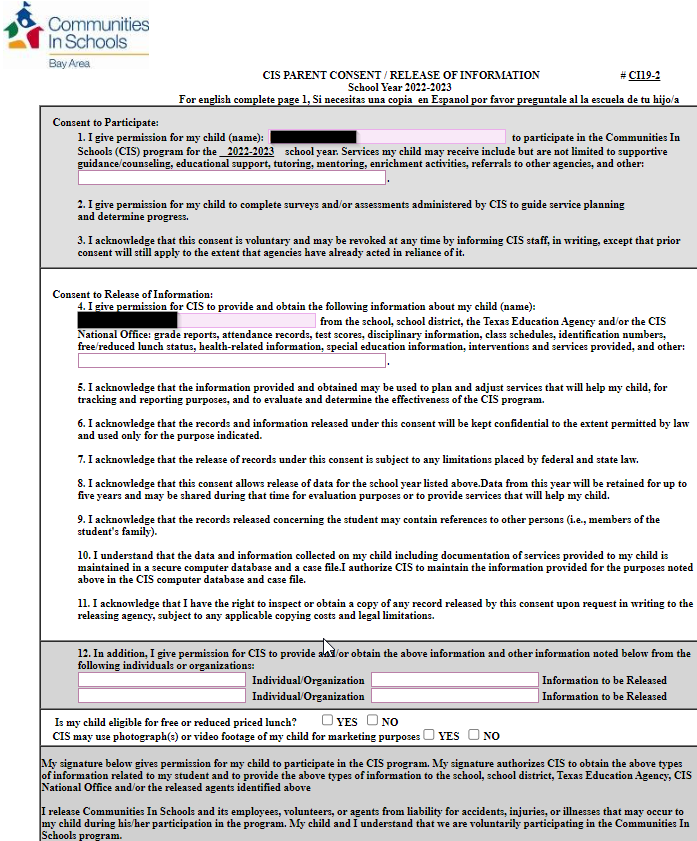 Communities
In Schools
Bay Area
CIS PARENT CONSENT / RELEASE OF INFORMATION # CI19-2
School Year 2022-2023
For english complete page 1, Si necesitas una copia en Espanol por favor preguntale al la escuela de tu hijo/a
Consent to Participate:
1. I give permission for my child (name): to participate in the Communities In
Schools (CIS) program for the 2022-2023 school year. Services my child may receive include but are not limited to supportive
guidance/counseling, educational support, tutoring, mentoring, enrichment activities, referrals to other agencies, and other:
.
2. I give permission for my child to complete surveys and/or assessments administered by CIS to guide service planning
and determine progress.
3. I acknowledge that this consent is voluntary and may be revoked at any time by informing CIS staff, in writing, except that prior
consent will still apply to the extent that agencies have already acted in reliance of it.
Consent to Release of Information:
4. I give permission for CIS to provide and obtain the following information about my child (name):
from the school, school district, the Texas Education Agency and/or the CIS
National Office: grade reports, attendance records, test scores, disciplinary information, class schedules, identification numbers,
free/reduced lunch status, health-related information, special education information, interventions and services provided, and other:
.
5. I acknowledge that the information provided and obtained may be used to plan and adjust services that will help my child, for
tracking and reporting purposes, and to evaluate and determine the effectiveness of the CIS program.
6. I acknowledge that the records and information released under this consent will be kept confidential to the extent permitted by law
and used only for the purpose indicated.
7. I acknowledge that the release of records under this consent is subject to any limitations placed by federal and state law.
8. I acknowledge that this consent allows release of data for the school year listed above.Data from this year will be retained for up to
five years and may be shared during that time for evaluation purposes or to provide services that will help my child.
9. I acknowledge that the records released concerning the student may contain references to other persons (i.e., members of the
student's family).
10. I understand that the data and information collected on my child including documentation of services provided to my child is
maintained in a secure computer database and a case file.I authorize CIS to maintain the information provided for the purposes noted
above in the CIS computer database and case file.
11. I acknowledge that I have the right to inspect or obtain a copy of any record released by this consent upon request in writing to the
releasing agency, subject to any applicable copying costs and legal limitations.
12. In addition, I give permission for CIS to provide and/or obtain the above information and other information noted below from the
following individuals or organizations:
Individual/Organization Information to be Released
Individual/Organization Information to be Released
Is my child eligible for free or reduced priced lunch? YES NO
CIS may use photograph(s) or video footage of my child for marketing purposes YES NO
My signature below gives permission for my child to participate in the CIS program. My signature authorizes CIS to obtain the above types
of information related to my student and to provide the above types of information to the school, school district, Texas Education Agency, CIS
National Office and/or the released agents identified above
I release Communities In Schools and its employees, volunteers, or agents from liability for accidents, injuries, or illnesses that may occur to
my child during his/her participation in the program. My child and I understand that we are voluntarily participating in the Communities In
Schools program.